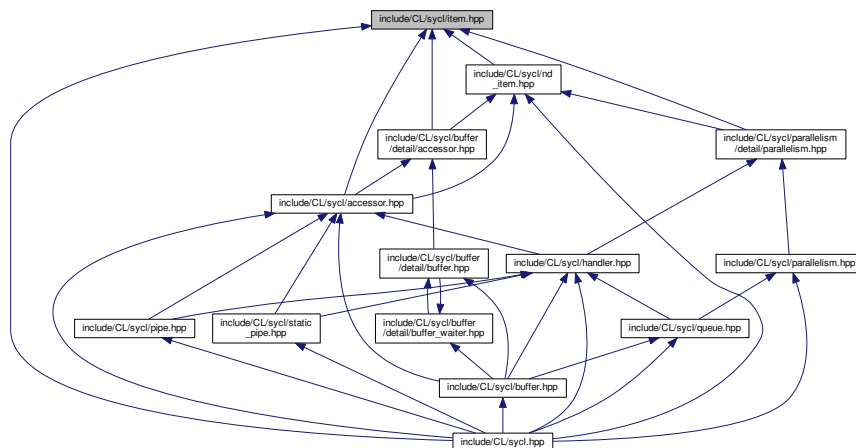 include/CL/sycl/item.hpp
include/CL/sycl/nd
_item.hpp
include/CL/sycl/buffer
/detail/accessor.hpp
include/CL/sycl/parallelism
/detail/parallelism.hpp
include/CL/sycl/accessor.hpp
include/CL/sycl/buffer
/detail/buffer.hpp
include/CL/sycl/handler.hpp
include/CL/sycl/parallelism.hpp
include/CL/sycl/pipe.hpp
include/CL/sycl/static
_pipe.hpp
include/CL/sycl/buffer
/detail/buffer_waiter.hpp
include/CL/sycl/queue.hpp
include/CL/sycl/buffer.hpp
include/CL/sycl.hpp